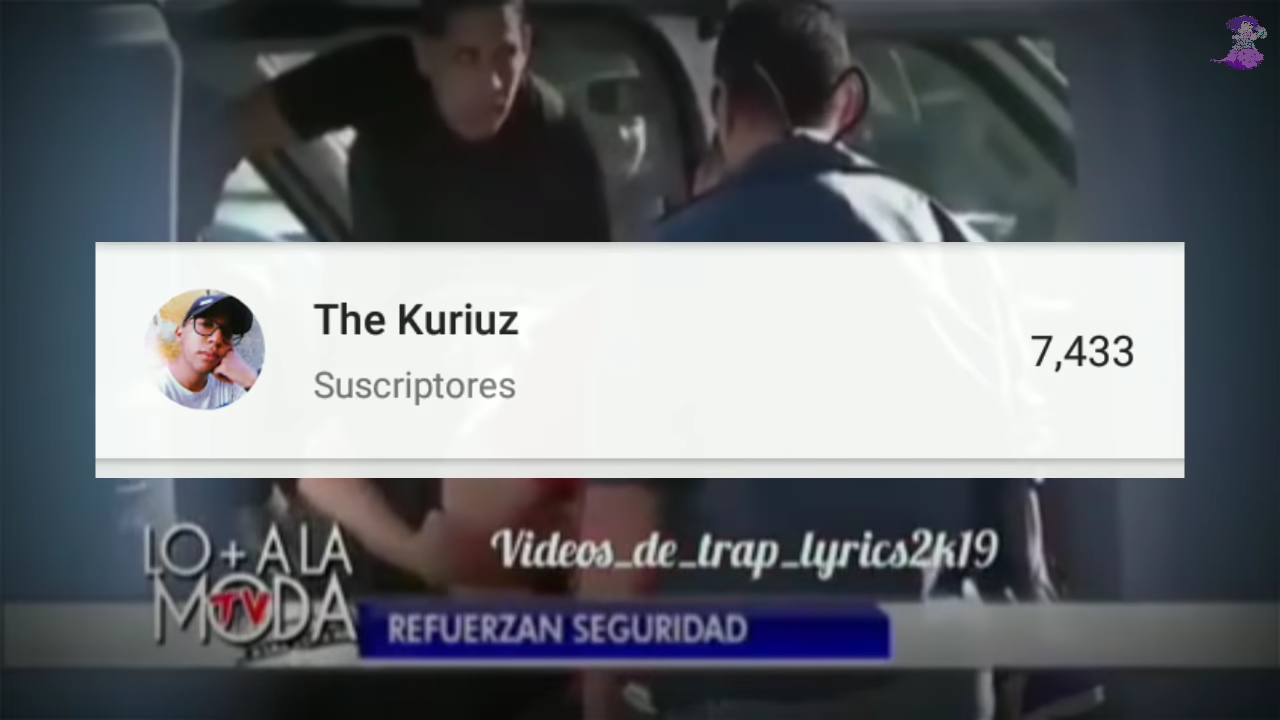 The Kuriuz
Suscriptores
7,433
LO + A LA
MODA
TV
Videos_de_trap_lyrics2k19
REFUERZAN SEGURIDAD